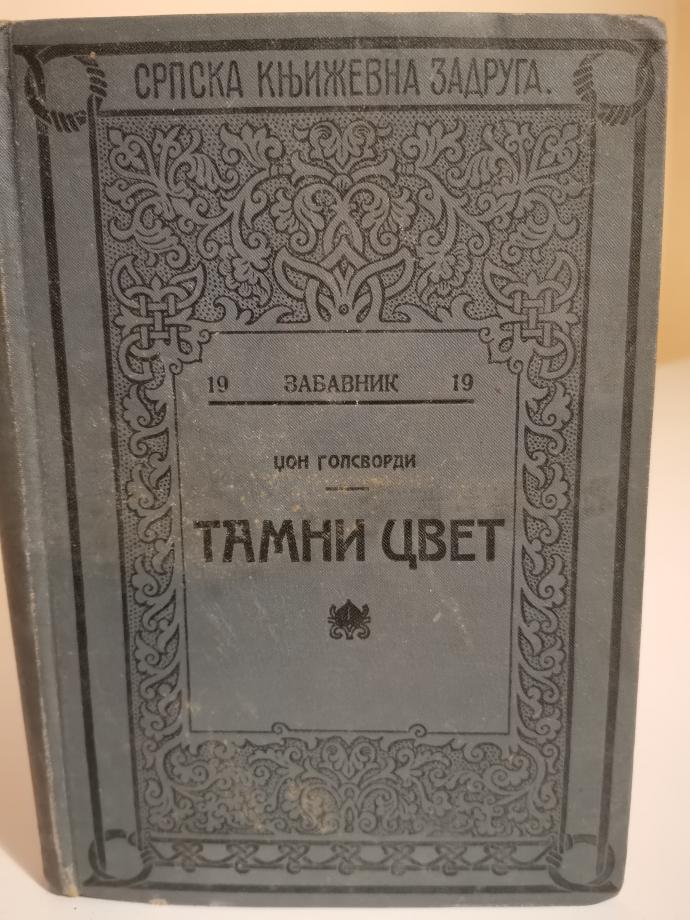 СРПСКА КЊИЖЕВНА ЗАДРУГА.
19 ЗАБАВНИК 19
ЏОН ГОЛСВОРДИ
ТАМНИ ЦВЕТ